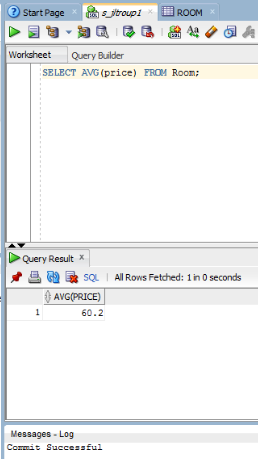 Start Page s_jtroup1 ROOM
Worksheet Query Builder
SELECT AVG(price) FROM Room;
Query Result
SQL All Rows Fetched: 1 in 0 seconds
AVG(PRICE)
1 60.2
Messages - Log
Commit Successful